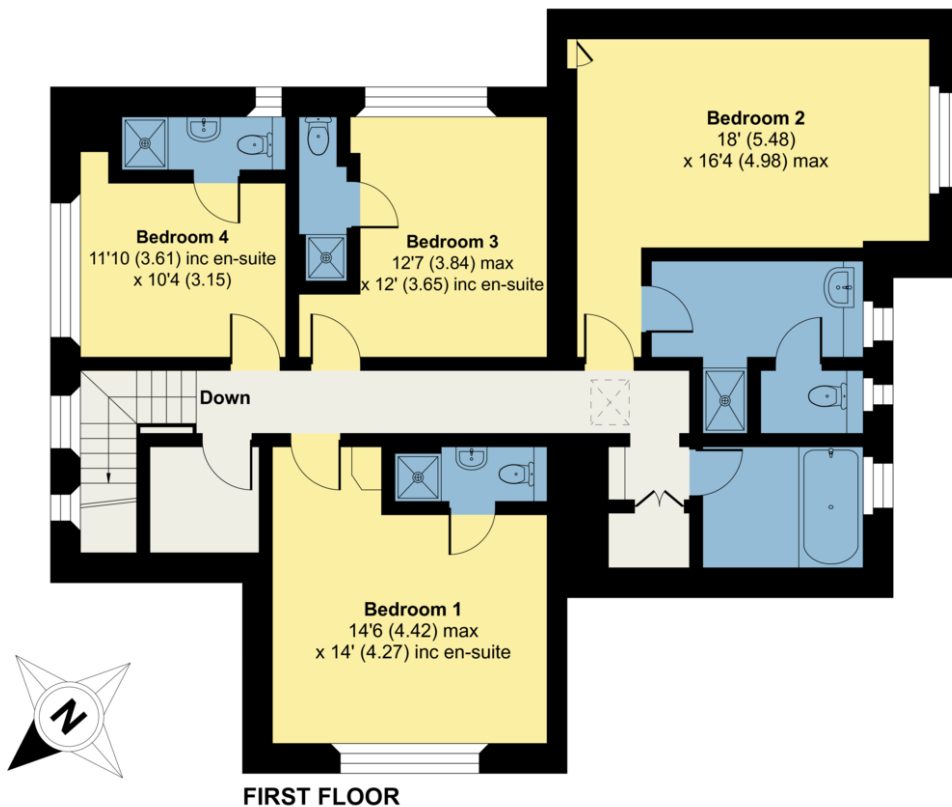 Bedroom 2
18' (5.48)
x 16'4 (4.98) max
Bedroom 4
11'10 (3.61) inc en-suite
x 10'4 (3.15)
Bedroom 3
12'7 (3.84) max
x 12' (3.65) inc en-suite
Down
Bedroom 1
14'6 (4.42) max
x 14' (4.27) inc en-suite
N
FIRST FLOOR